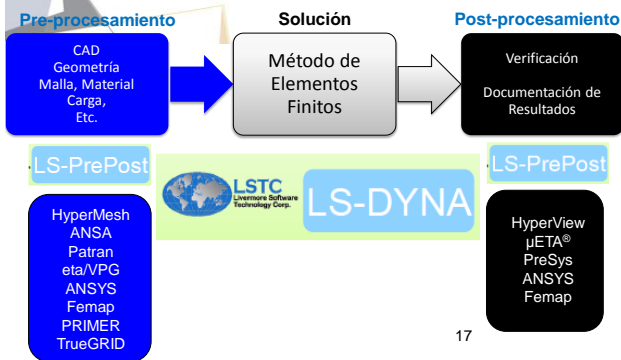 Pre-procesamiento
Solución
Post-procesamiento
CAD
Geometría
Malla, Material
Carga,
Etc.
Método de
Elementos
Finitos
Verificación
Documentación de
Resultados
LS-PrePost
LSTC
Livermore Software
Technology Corp.
LS-DYNA
LS-PrePost
HyperMesh
ANSA
Patran
eta/VPG
ANSYS
Femap
PRIMER
TrueGRID
HyperView
µETA®
PreSys
ANSYS
Femap
17